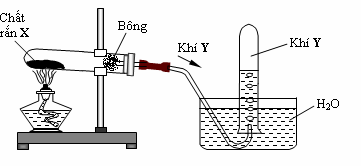 Chất
rắn X
Bông
Khí Y
Khí Y
H₂O